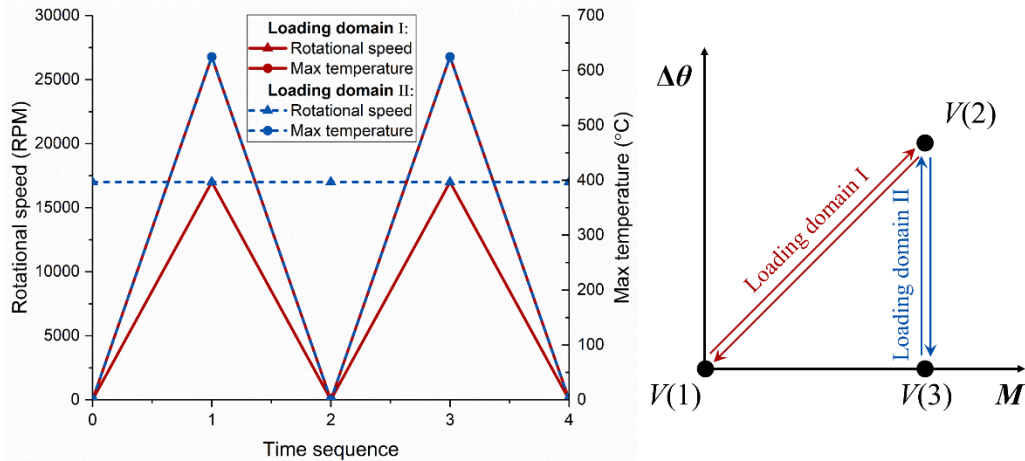 30000
25000
20000
15000
10000
5000
0
Rotational speed (RPM)
Loading domain I:
Rotational speed
Max temperature
Loading domain II:
Rotational speed
Max temperature
700
600
500
400
300
200
100
0
Max temperature (°C)
0 1 2 3 4
Time sequence
Δθ
V(2)
Loading domain I
Loading domain II
V(1)
V(3)
M